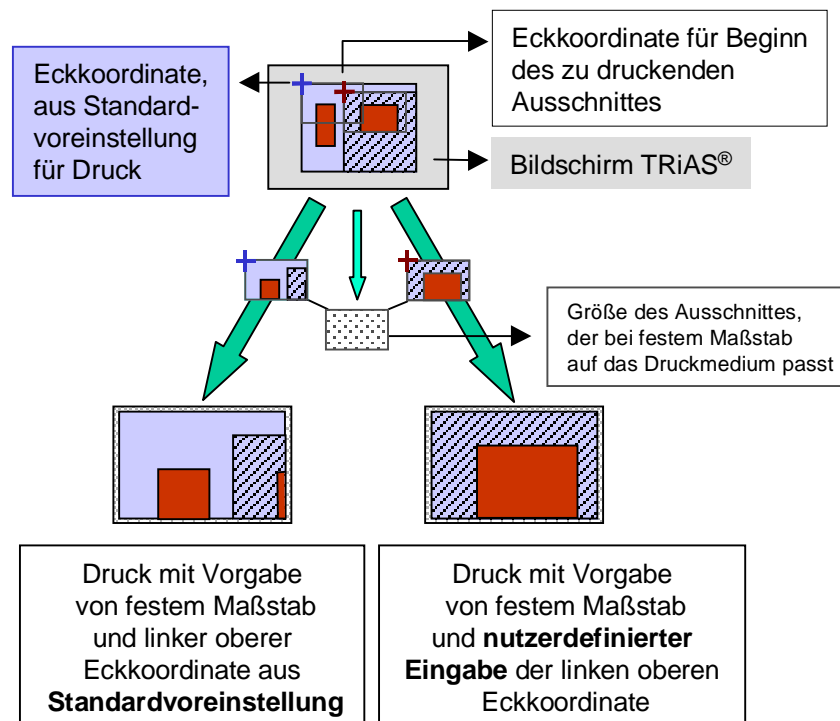 Eckkoordinate,
aus Standard-
voreinstellung
für Druck
Eckkoordinate für Beginn
des zu druckenden
Ausschnittes
Bildschirm TRiAS®
Größe des Ausschnittes,
der bei festem Maßstab
auf das Druckmedium passt
Druck mit Vorgabe
von festem Maßstab
und linker oberer
Eckkoordinate aus
Standardvoreinstellung
Druck mit Vorgabe
von festem Maßstab
und nutzerdefinierter
Eingabe der linken oberen
Eckkoordinate